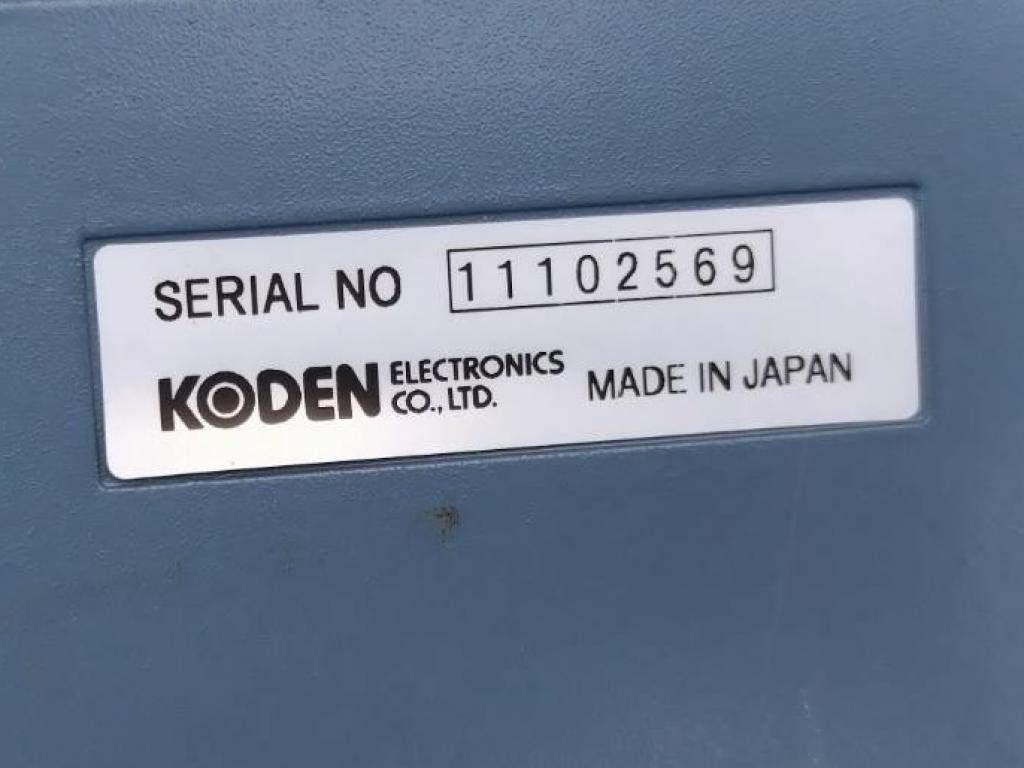 SERIAL NO 11102569
KODEN ELECTRONICS CO., LTD. MADE IN JAPAN